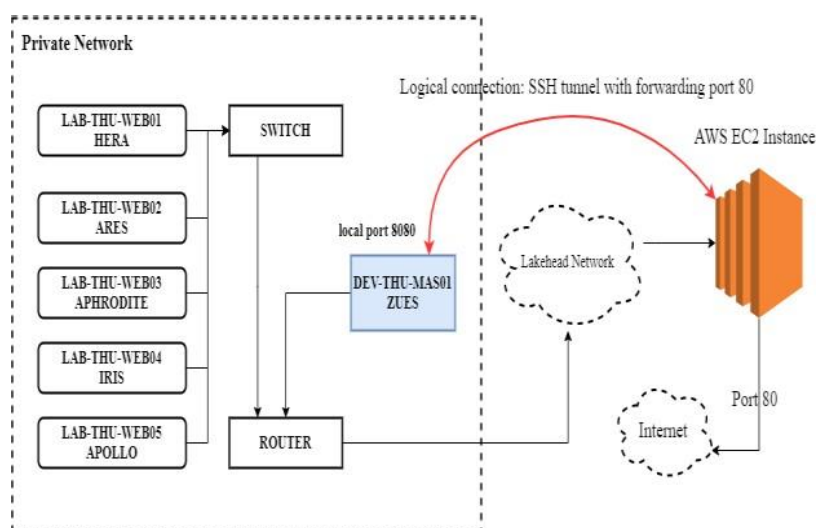 Private Network
LAB-THU-WEB01
HERA
SWITCH
LAB-THU-WEB02
ARES
LAB-THU-WEB03
APHRODITE
LAB-THU-WEB04
IRIS
LAB-THU-WEB05
APOLLO
local port 8080
DEV-THU-MAS01
ZUES
ROUTER
Logical connection: SSH tunnel with forwarding port 80
AWS EC2 Instance
Lakehead Network
Port 80
Internet